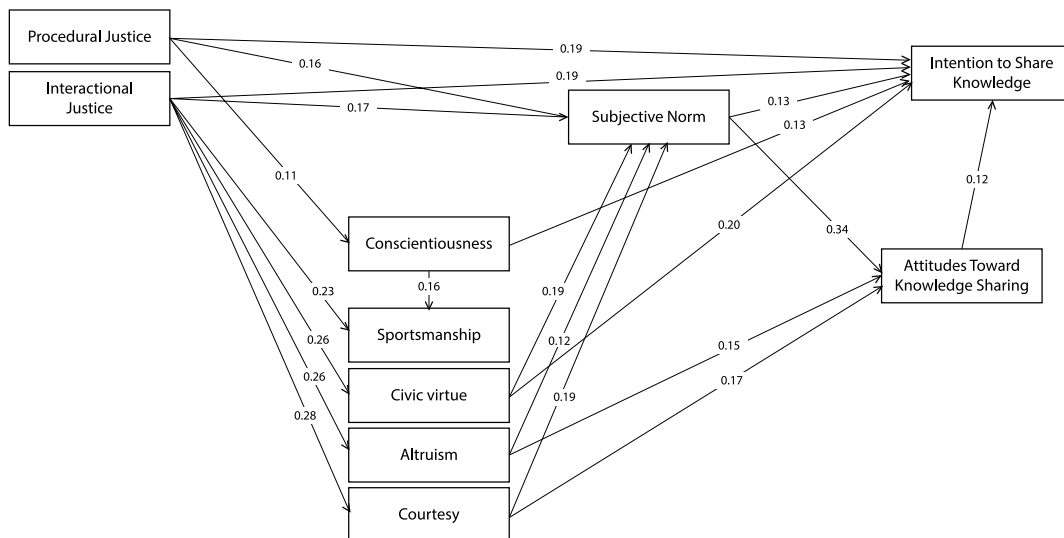 Procedural Justice
Interactional
Justice
0.19
0.16
0.19
0.17
Intention to Share
Knowledge
Subjective Norm
0.13
0.13
0.11
0.12
0.20
0.34
Conscientiousness
Attitudes Toward
Knowledge Sharing
0.23
0.16
0.19
Sportsmanship
0.26
0.12
0.15
Civic virtue
0.26
0.17
0.28
0.19
Altruism
Courtesy